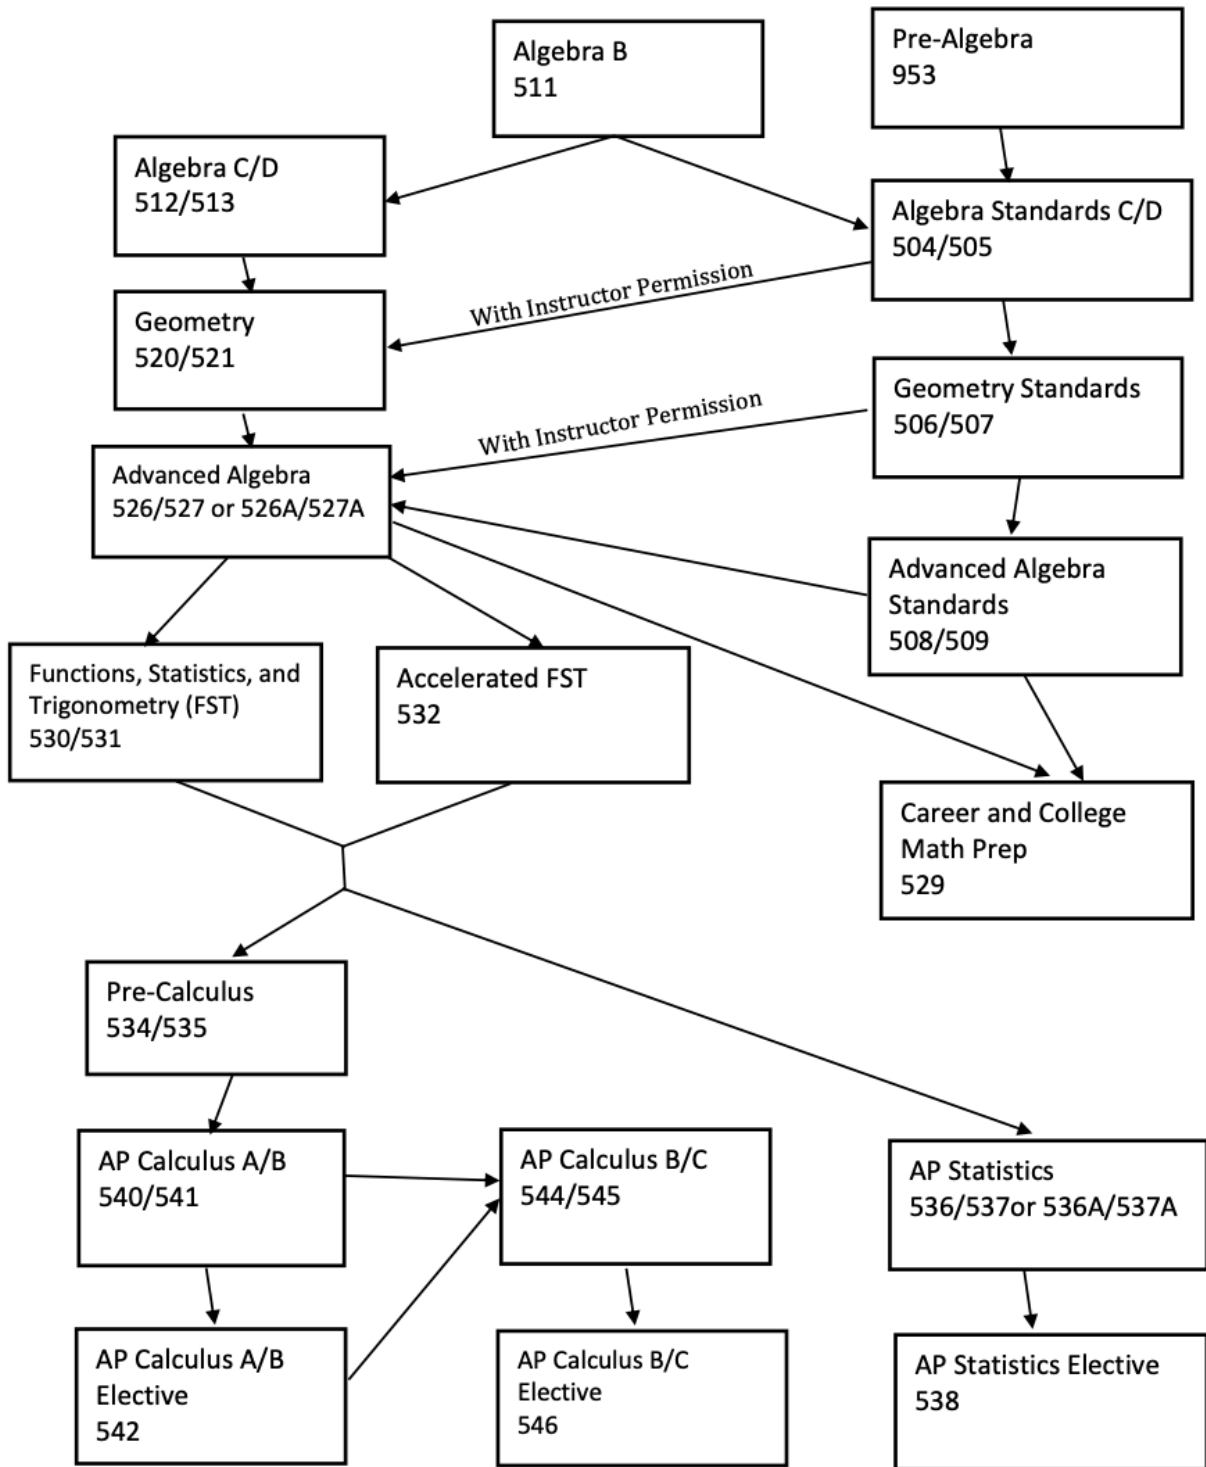 Algebra B
511
Pre-Algebra
953
Algebra C/D
512/513
Algebra Standards C/D
504/505
With Instructor Permission
Geometry
520/521
Geometry Standards
506/507
With Instructor Permission
Advanced Algebra
526/527 or 526A/527A
Advanced Algebra
Standards
508/509
Functions, Statistics, and
Trigonometry (FST)
530/531
Accelerated FST
532
Career and College
Math Prep
529
Pre-Calculus
534/535
AP Calculus A/B
540/541
AP Calculus B/C
544/545
AP Statistics
536/537or 536A/537A
AP Calculus A/B
Elective
542
AP Calculus B/C
Elective
546
AP Statistics Elective
538